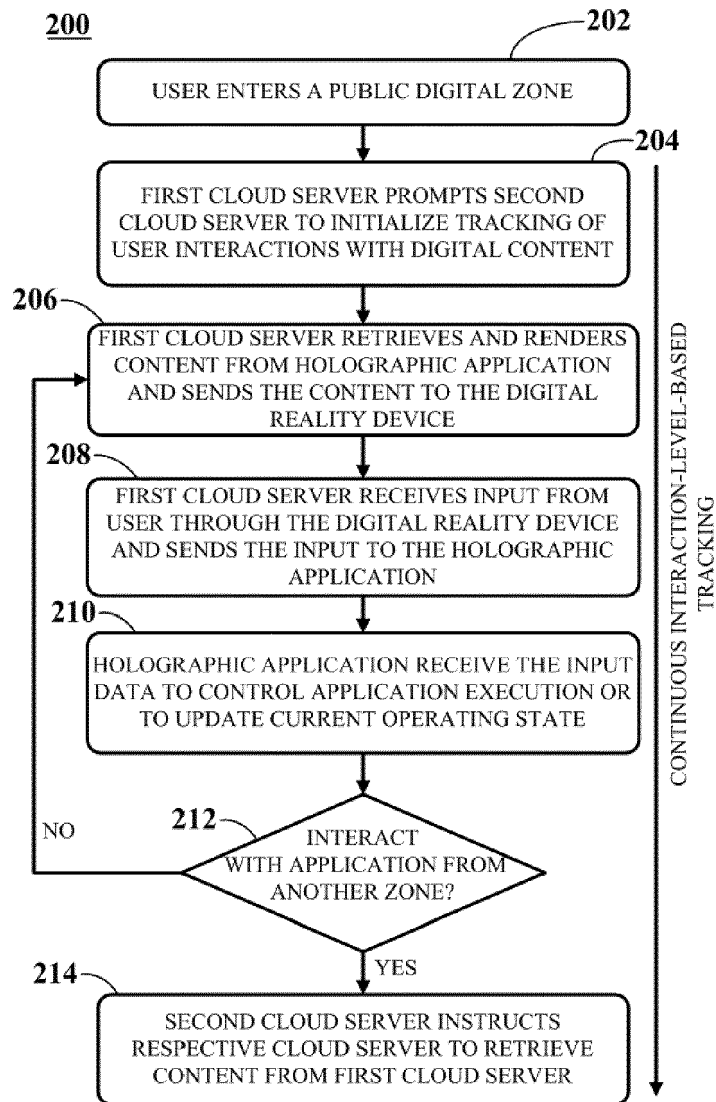 200
202
USER ENTERS A PUBLIC DIGITAL ZONE
204
FIRST CLOUD SERVER PROMPTS SECOND
CLOUD SERVER TO INITIALIZE TRACKING OF
USER INTERACTIONS WITH DIGITAL CONTENT
206
FIRST CLOUD SERVER RETRIEVES AND RENDERS
CONTENT FROM HOLOGRAPHIC APPLICATION
AND SENDS THE CONTENT TO THE DIGITAL
REALITY DEVICE
208
FIRST CLOUD SERVER RECEIVES INPUT FROM
USER THROUGH THE DIGITAL REALITY DEVICE
AND SENDS THE INPUT TO THE HOLOGRAPHIC
APPLICATION
210
HOLOGRAPHIC APPLICATION RECEIVE THE INPUT
DATA TO CONTROL APPLICATION EXECUTION OR
TO UPDATE CURRENT OPERATING STATE
212
INTERACT
WITH APPLICATION FROM
ANOTHER ZONE?
NO
YES
214
SECOND CLOUD SERVER INSTRUCTS
RESPECTIVE CLOUD SERVER TO RETRIEVE
CONTENT FROM FIRST CLOUD SERVER
CONTINUOUS INTERACTION-LEVEL-BASED
TRACKING